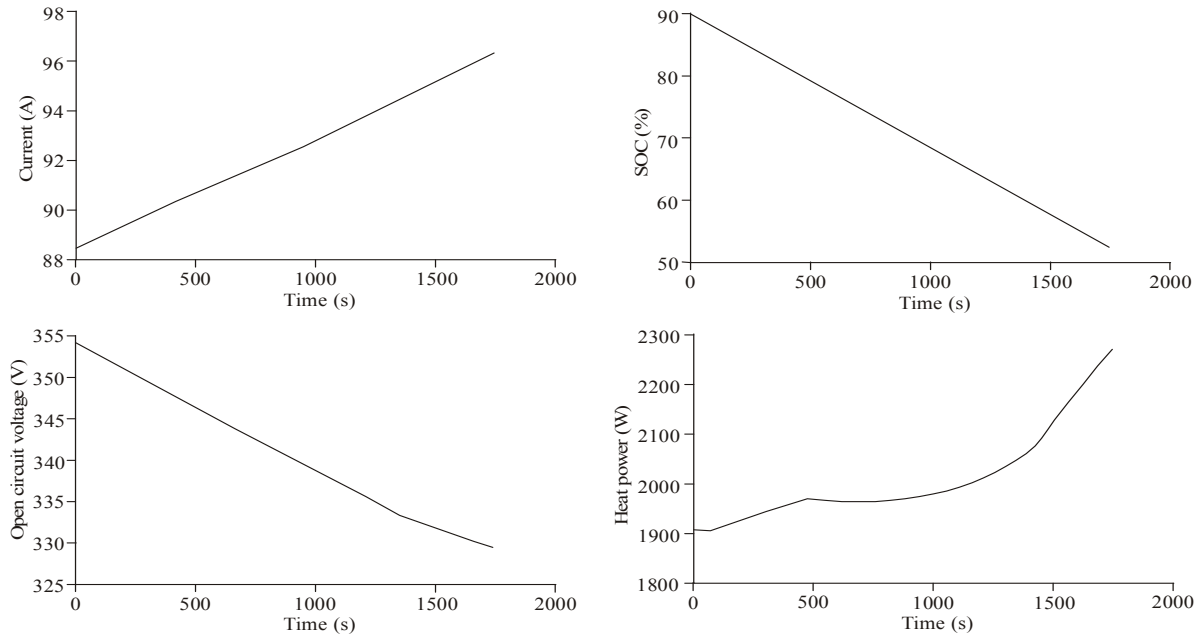 98
96
94
92
90
88
Current (A)
0 500 1000 1500 2000
Time (s)
90
80
70
60
50
SOC (%)
0 500 1000 1500 2000
Time (s)
355
350
345
340
335
330
325
Open circuit voltage (V)
0 500 1000 1500 2000
Time (s)
2300
2200
2100
2000
1900
1800
Heat power (W)
0 500 1000 1500 2000
Time (s)